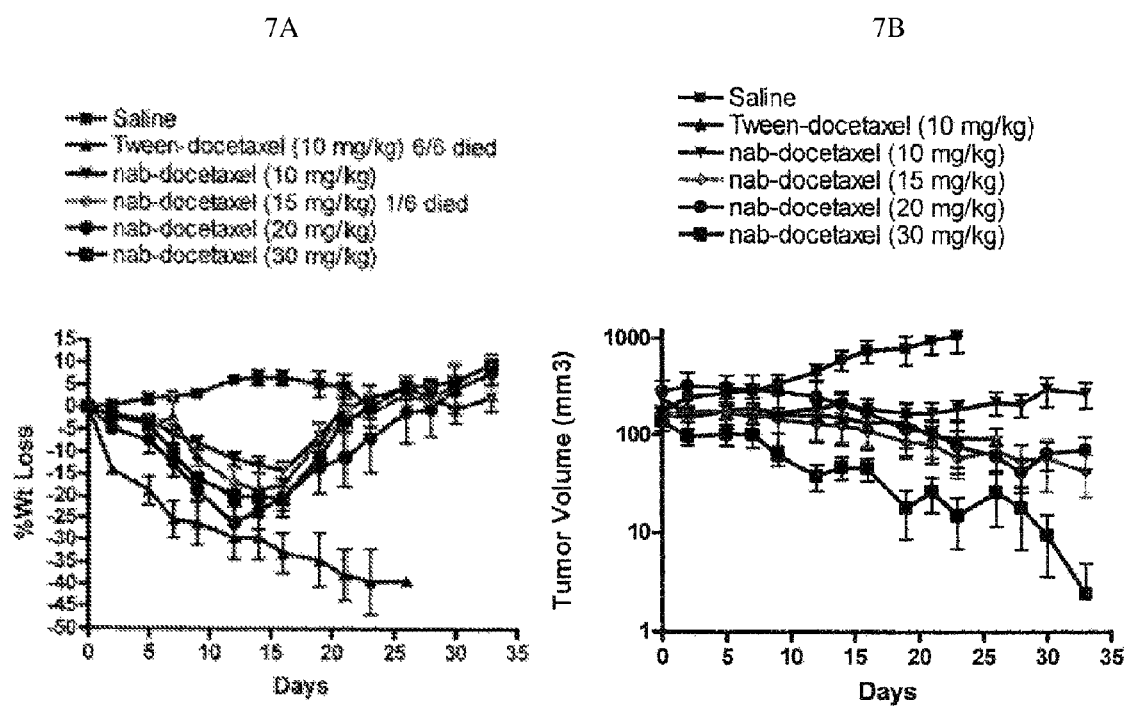 7A
7B
Saline
Tween-docetaxel (10 mg/kg) 6/6 died
nab-docetaxel (10 mg/kg)
nab-docetaxel (15 mg/kg) 1/6 died
nab-docetaxel (20 mg/kg)
nab-docetaxel (30 mg/kg)
Saline
Tween-docetaxel (10 mg/kg)
nab-docetaxel (10 mg/kg)
nab-docetaxel (15 mg/kg)
nab-docetaxel (20 mg/kg)
nab-docetaxel (30 mg/kg)
%Wt Loss
15
10
5
0
-5
-10
-15
-20
-25
-30
-35
-40
-45
-50
0 5 10 15 20 25 30 35
Days
Tumor Volume (mm3)
1000
100
10
1
0 5 10 15 20 25 30 35
Days